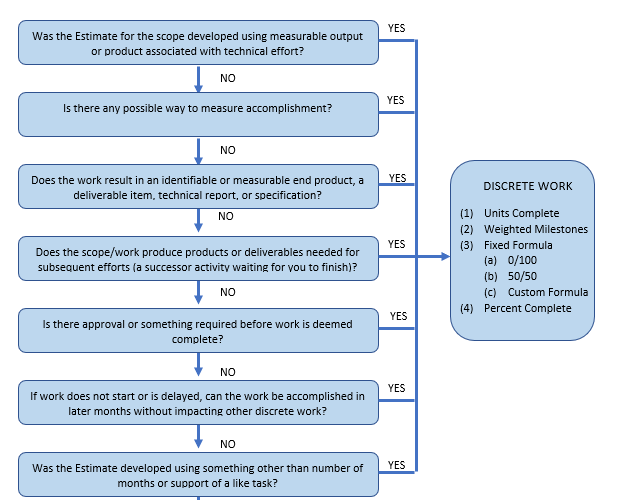 Was the Estimate for the scope developed using measurable output
or product associated with technical effort?
YES
NO
Is there any possible way to measure accomplishment?
YES
NO
Does the work result in an identifiable or measurable end product, a
deliverable item, technical report, or specification?
YES
NO
Does the scope/work produce products or deliverables needed for
subsequent efforts (a successor activity waiting for you to finish)?
YES
NO
Is there approval or something required before work is deemed
complete?
YES
NO
If work does not start or is delayed, can the work be accomplished in
later months without impacting other discrete work?
YES
NO
Was the Estimate developed using something other than number of
months or support of a like task?
YES
DISCRETE WORK
(1) Units Complete
(2) Weighted Milestones
(3) Fixed Formula
(a) 0/100
(b) 50/50
(c) Custom Formula
(4) Percent Complete